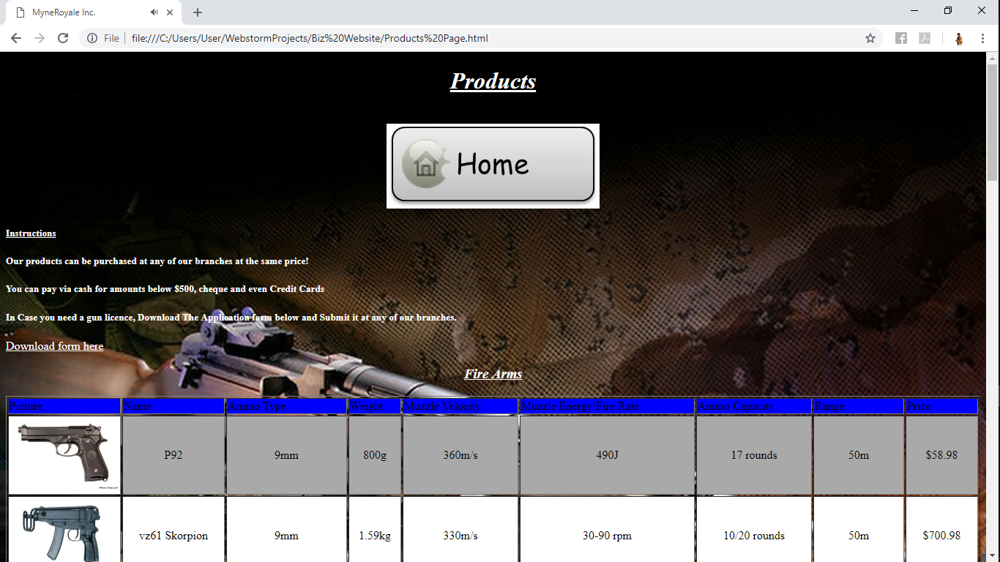 MyneRoyale Inc.
File
file:///C:/Users/User/WebstormProjects/Biz%20Website/Products%20Page.html
Products
Home
Instructions
Our products can be purchased at any of our branches at the same price!
You can pay via cash for amounts below $500, cheque and even Credit Cards
In Case you need a gun licence, Download The Application form below and Submit it at any of our branches.
Download form here
Fire Arms
Picture Name Ammo Type Weight Muzzle Velocity Muzzle Energy/Fire Rate Ammo Capacity Range Price
P92 9mm 800g 360m/s 490J 17 rounds 50m $58.98
vz61 Skorpion 9mm 1.59kg 330m/s 30-90 rpm 10/20 rounds 50m $700.98